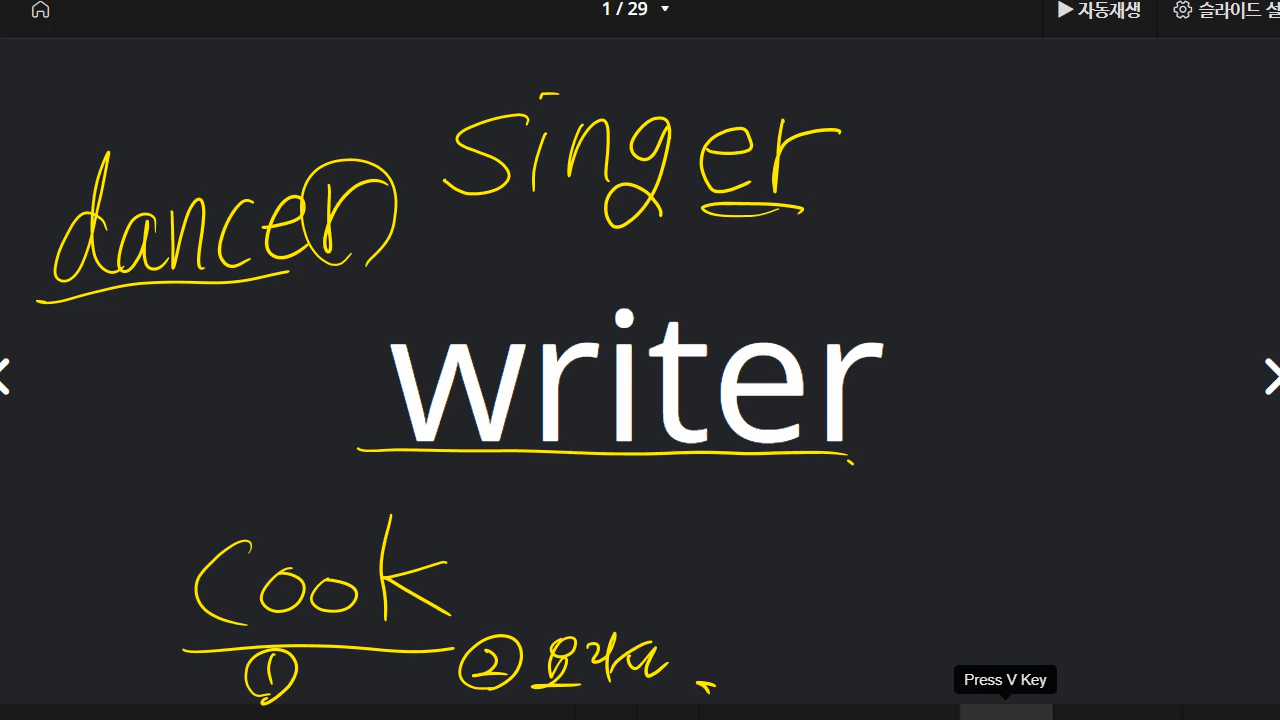 1 / 29
자동재생
슬라이드 설
singer
dancer
writer
cook
① ② 요리사
Press V Key